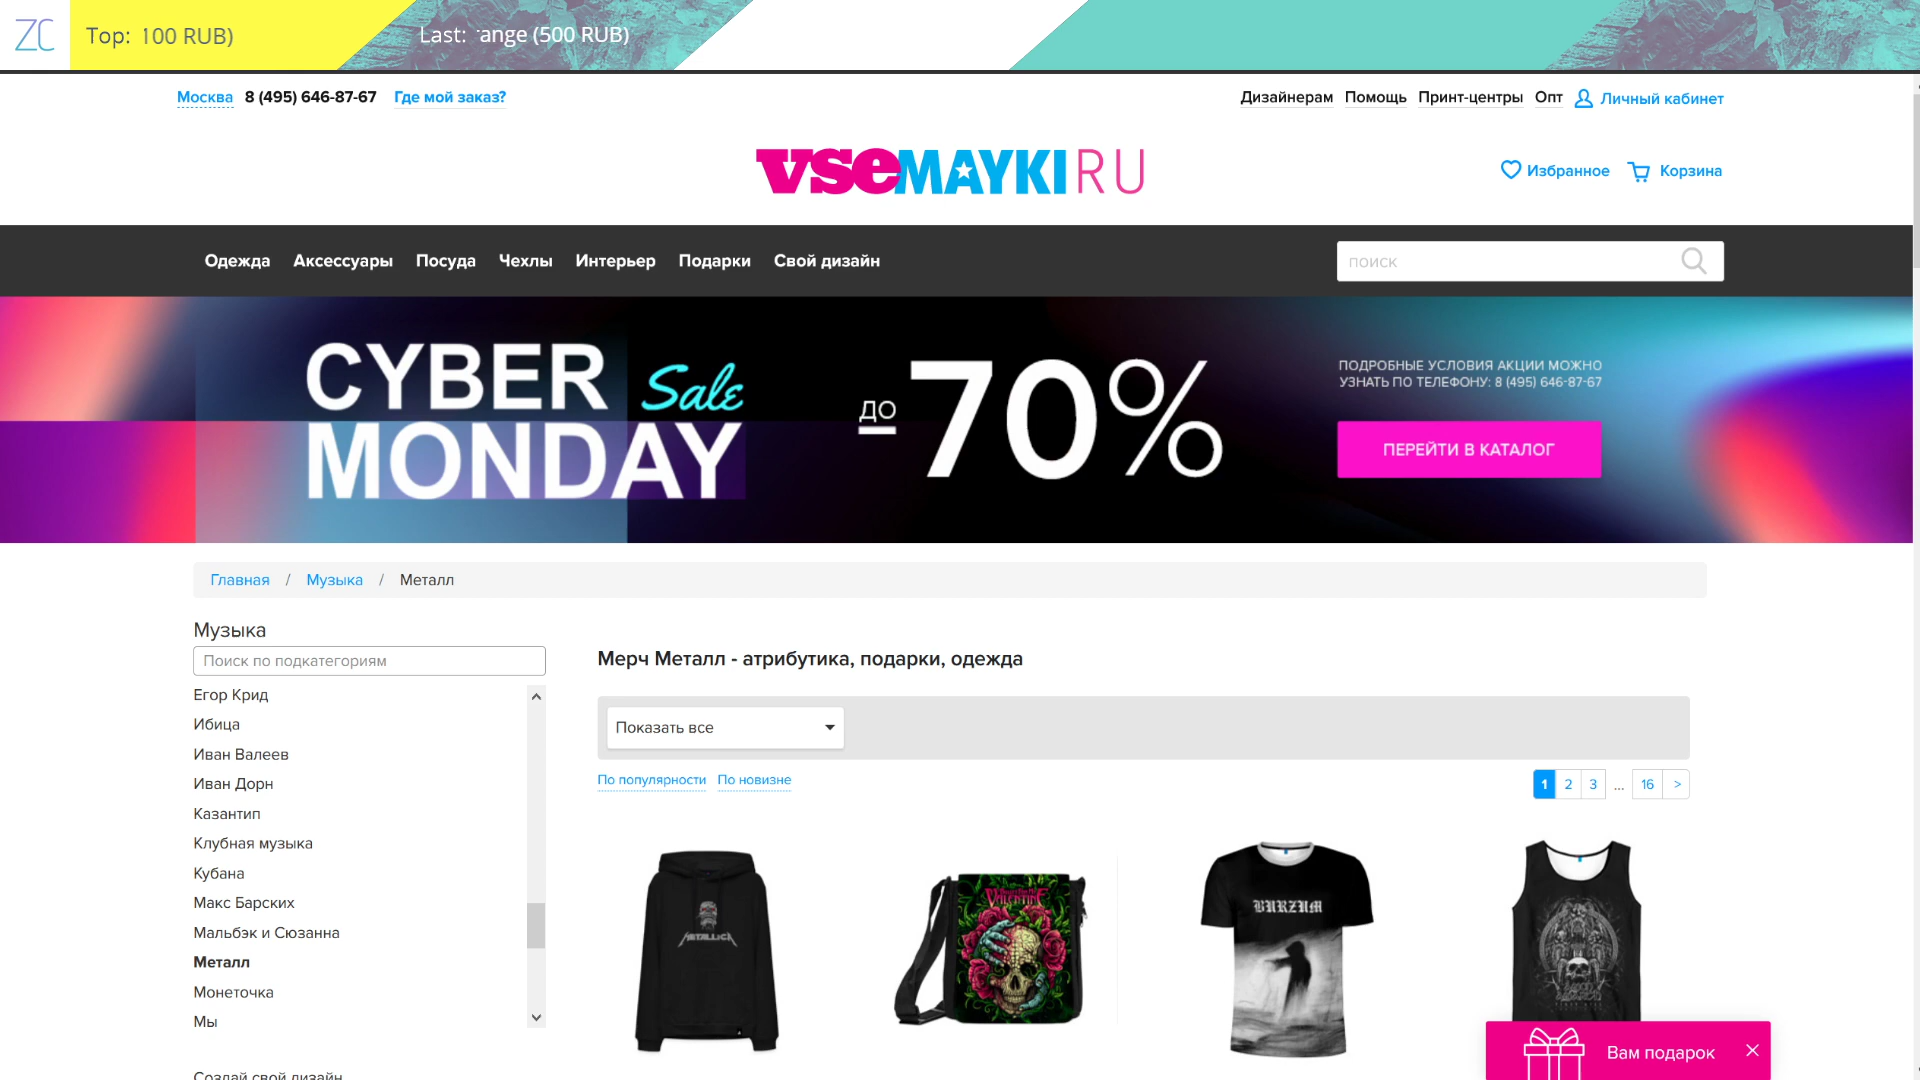 ZC
Top: 100 RUB)
Last: ange (500 RUB)
Москва 8 (495) 646-87-67 Где мой заказ?
Дизайнерам Помощь Принт-центры Опт Личный кабинет
vseMAYKI RU
Избранное Корзина
Одежда Аксессуары Посуда Чехлы Интерьер Подарки Свой дизайн
поиск
CYBER Sale
MONDAY
ДО 70%
ПОДРОБНЫЕ УСЛОВИЯ АКЦИИ МОЖНО
УЗНАТЬ ПО ТЕЛЕФОНУ: 8 (495) 646-87-67
ПЕРЕЙТИ В КАТАЛОГ
Главная / Музыка / Металл
Музыка
Поиск по подкатегориям
Егор Крид
Ибица
Иван Валеев
Иван Дорн
Казантип
Клубная музыка
Кубана
Макс Барских
Мальбэк и Сюзанна
Металл
Монеточка
Мы
Создай свой дизайн
Мерч Металл - атрибутика, подарки, одежда
Показать все
По популярности По новизне
1 2 3 ... 16 >
METALLICA
VALENTINE
BURZUM
Вам подарок